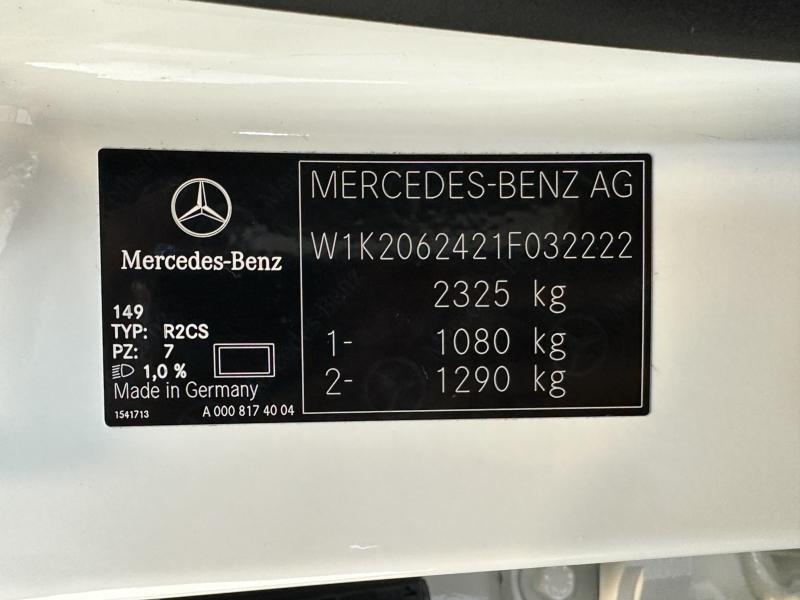 Mercedes-Benz
149
TYP: R2CS
PZ: 7
1,0 %
Made in Germany
1541713 A 000 817 40 04
MERCEDES-BENZ AG
W1K2062421F032222
2325 kg
1- 1080 kg
2- 1290 kg